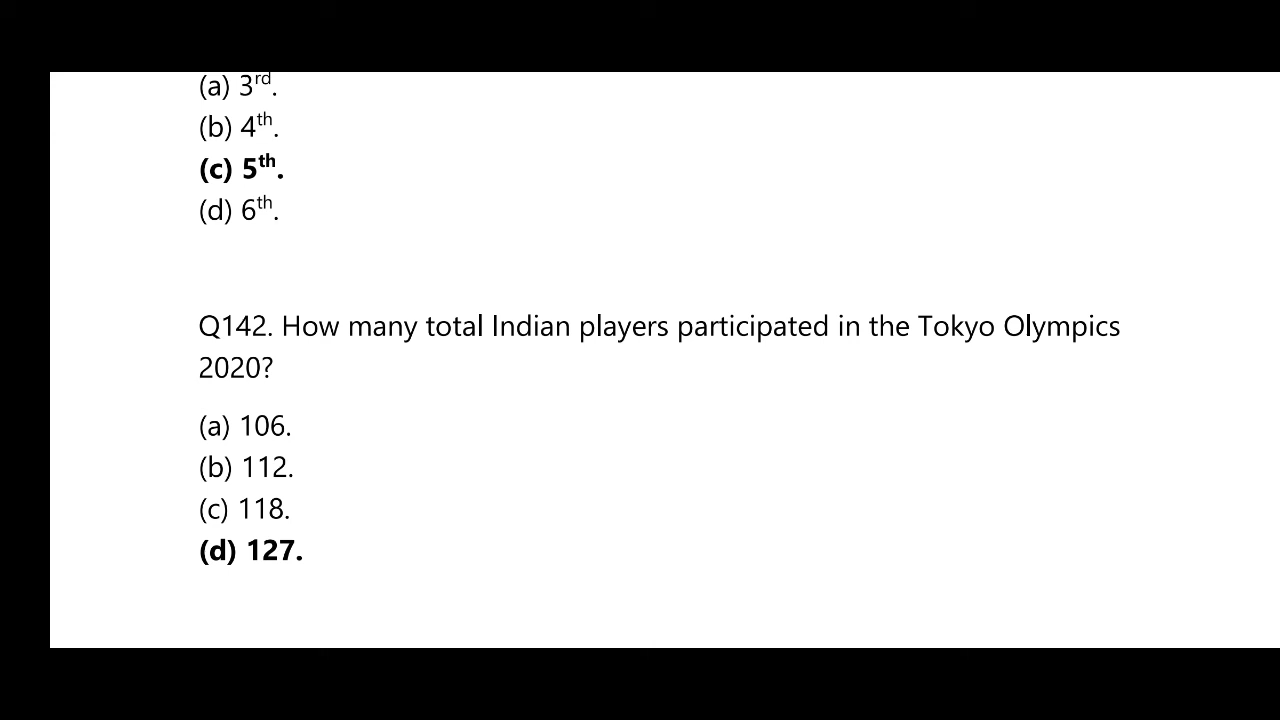 (a) 3rd.
(b) 4th.
(c) 5th.
(d) 6th.
Q142. How many total Indian players participated in the Tokyo Olympics
2020?
(a) 106.
(b) 112.
(c) 118.
(d) 127.